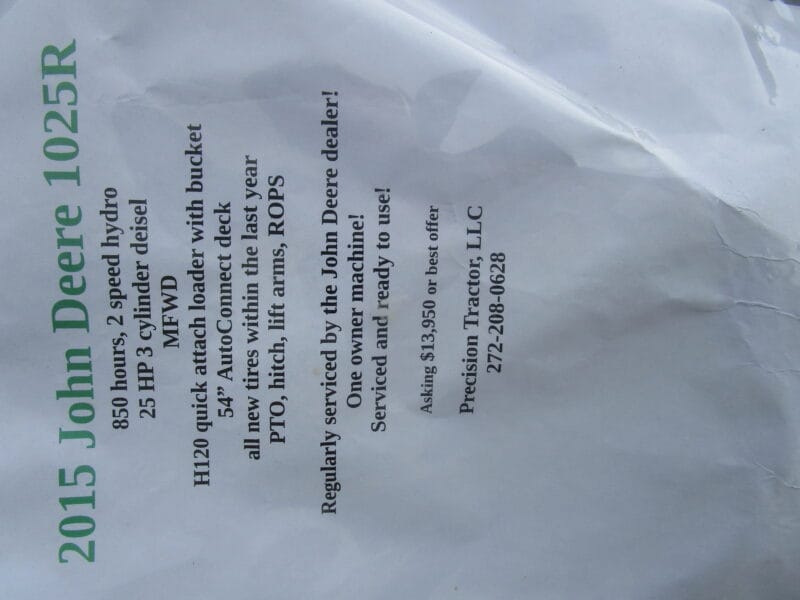 2015 John Deere 1025R
850 hours, 2 speed hydro
25 HP 3 cylinder deisel
MFWD
H120 quick attach loader with bucket
54” AutoConnect deck
all new tires within the last year
PTO, hitch, lift arms, ROPS
Regularly serviced by the John Deere dealer!
One owner machine!
Serviced and ready to use!
Asking $13,950 or best offer
Precision Tractor, LLC
272-208-0628